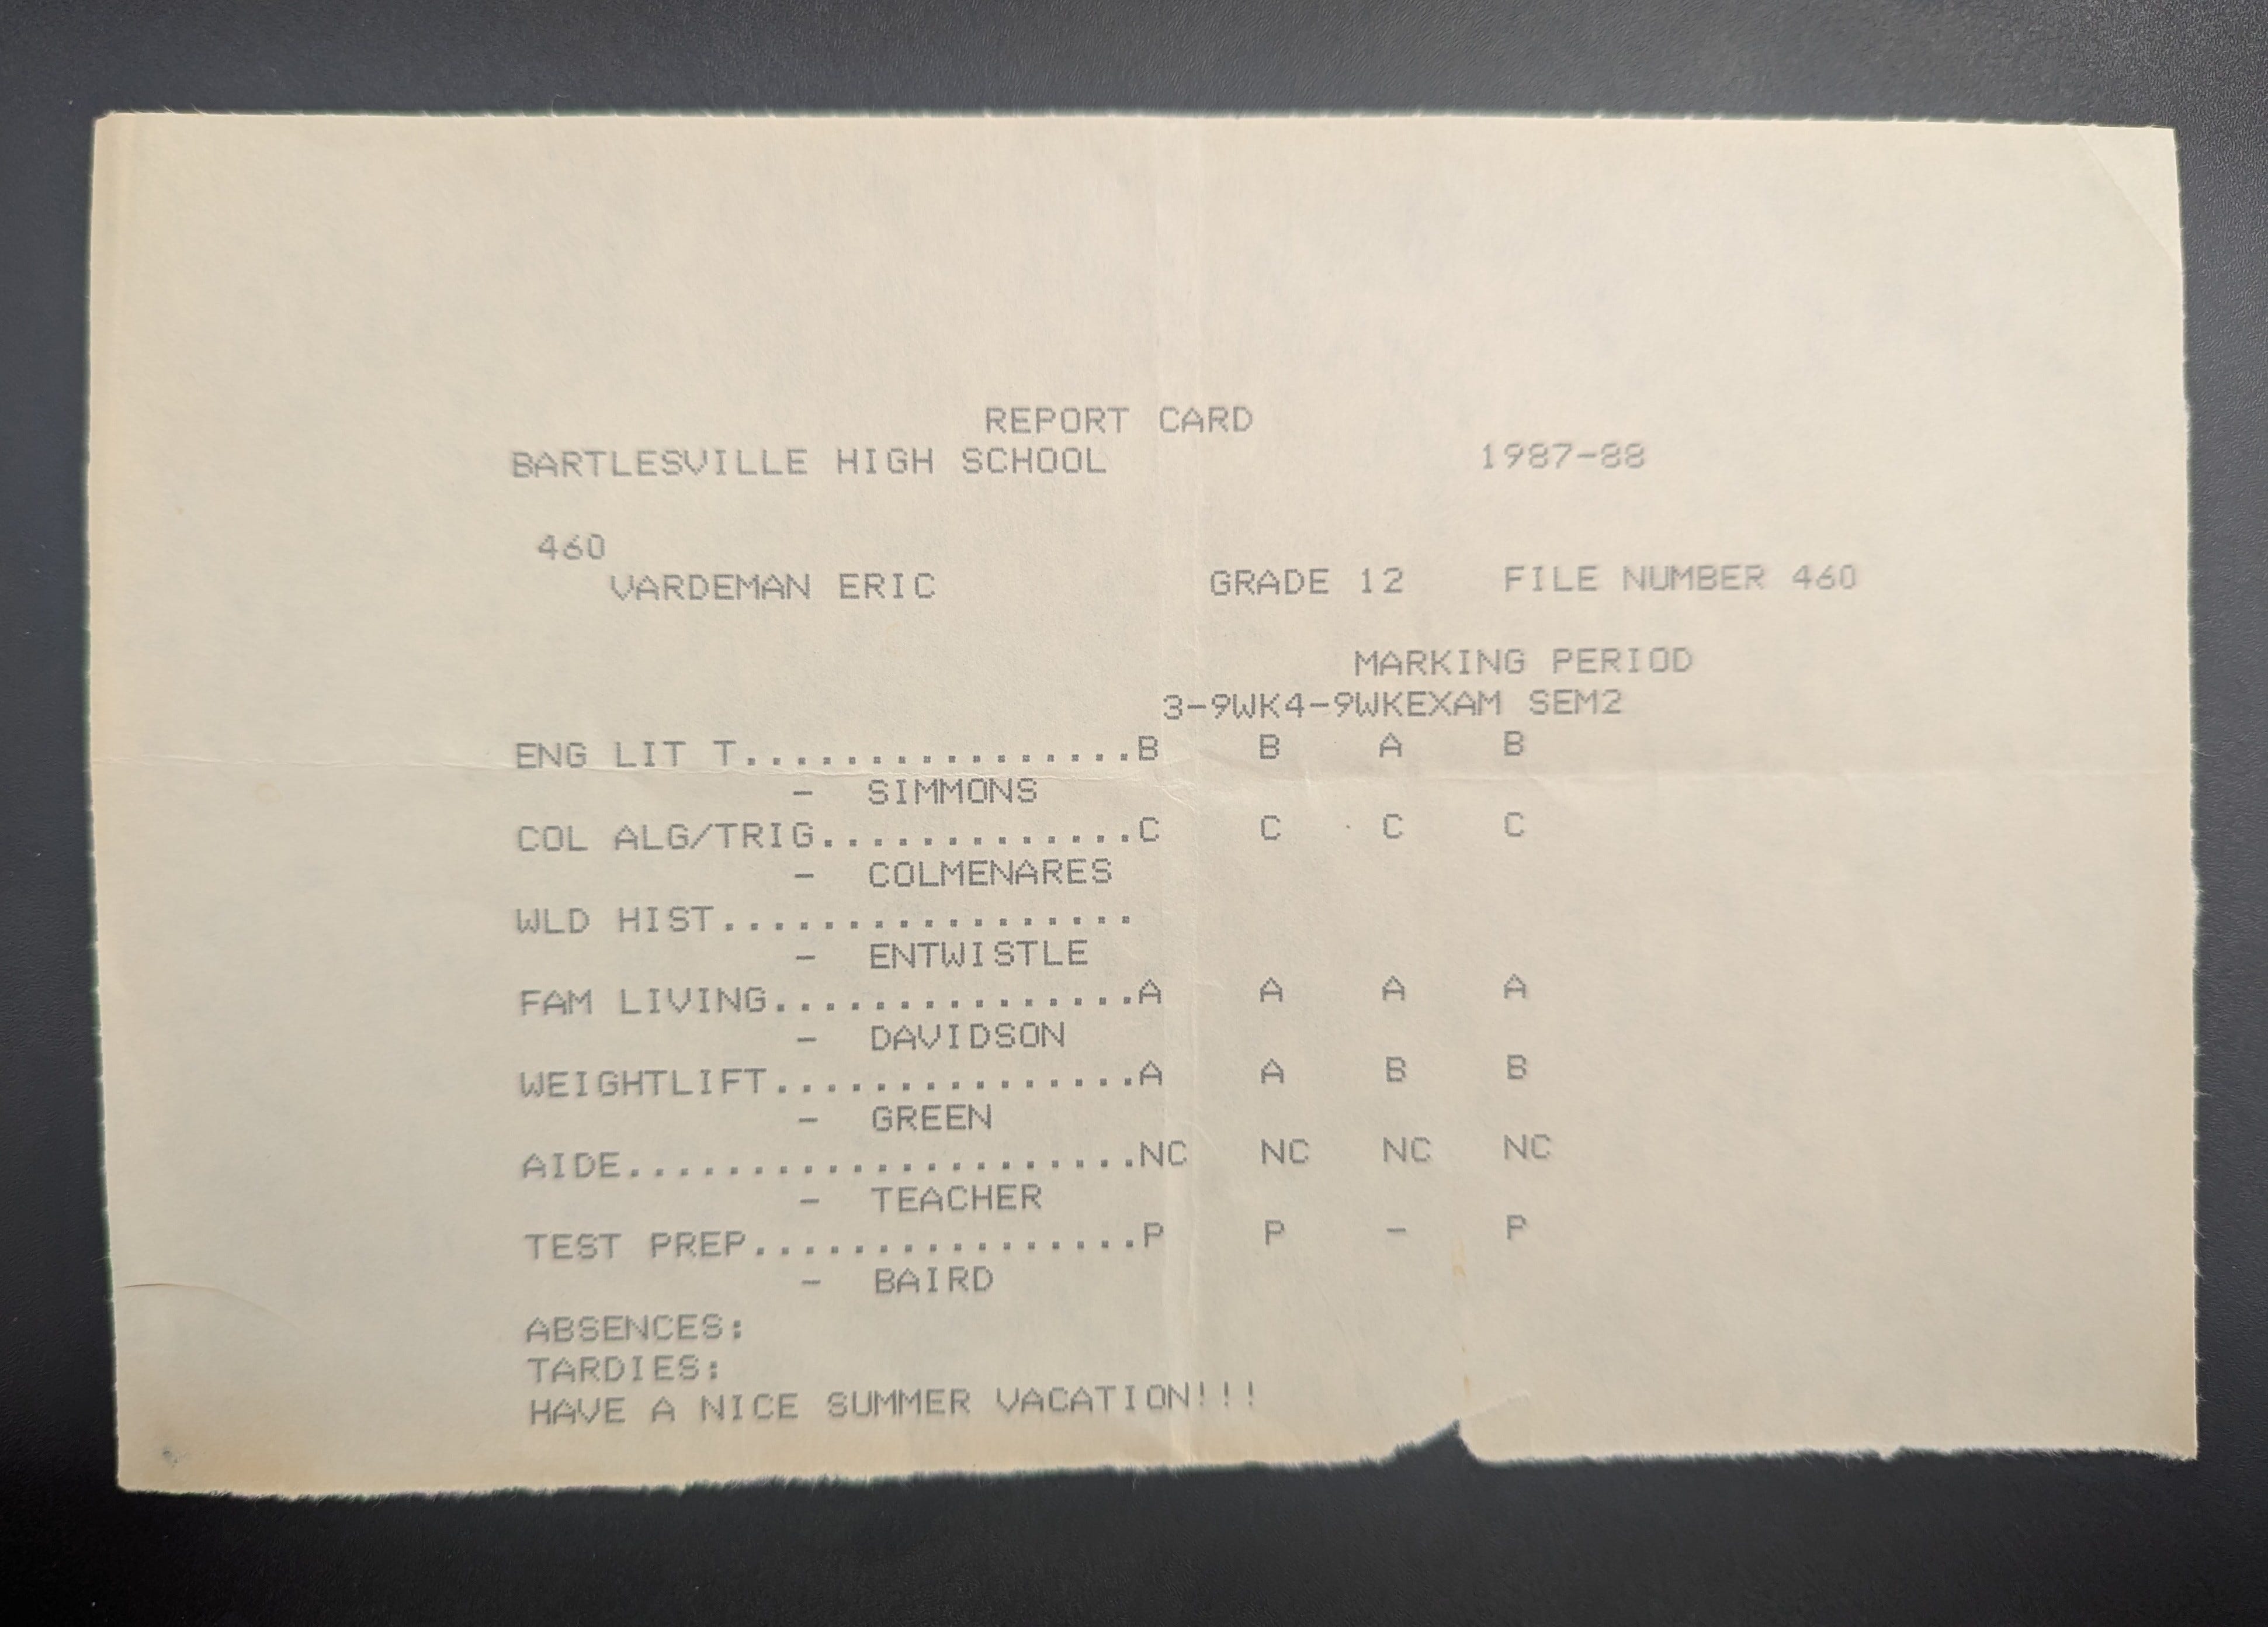 REPORT CARD
BARTLESVILLE HIGH SCHOOL 1987-88
460
VARDEMAN ERIC GRADE 12 FILE NUMBER 460
MARKING PERIOD
3-9WK4-9WKEXAM SEM2
ENG LIT T................B B A B
- SIMMONS
COL ALG/TRIG.............C C C C
- COLMENARES
WLD HIST.................
- ENTWISTLE
FAM LIVING...............A A A A
- DAVIDSON
WEIGHTLIFT...............A A B B
- GREEN
AIDE.....................NC NC NC NC
- TEACHER
TEST PREP................P P - P
- BAIRD
ABSENCES:
TARDIES:
HAVE A NICE SUMMER VACATION!!!